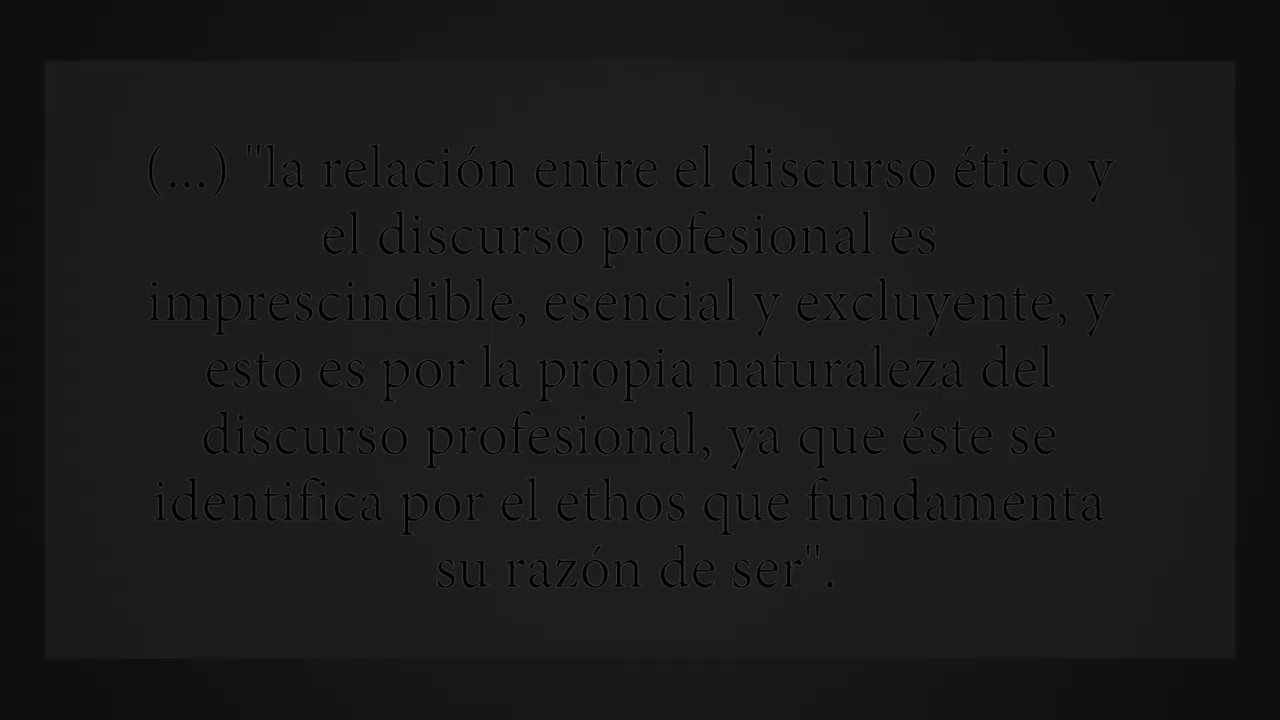 (...) "la relación entre el discurso ético y
el discurso profesional es
imprescindible, esencial y excluyente, y
esto es por la propia naturaleza del
discurso profesional, ya que éste se
identifica por el ethos que fundamenta
su razón de ser".